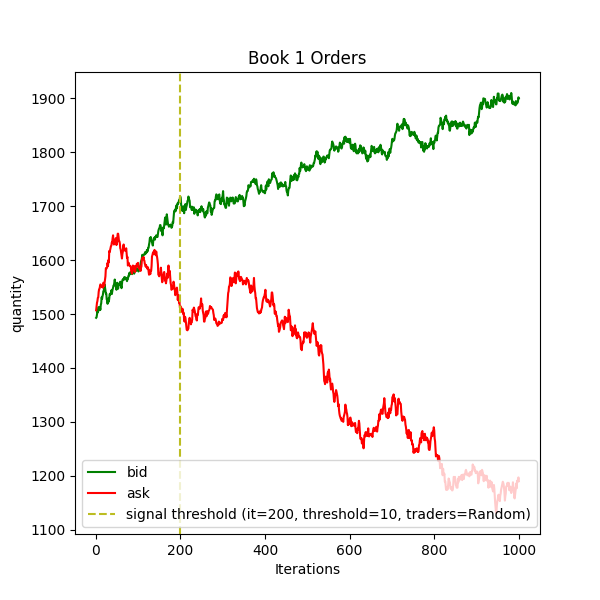 Book 1 Orders
quantity
1900
1800
1700
1600
1500
1400
1300
1200
1100
bid
ask
signal threshold (it=200, threshold=10, traders=Random)
0 200 400 600 800 1000
Iterations